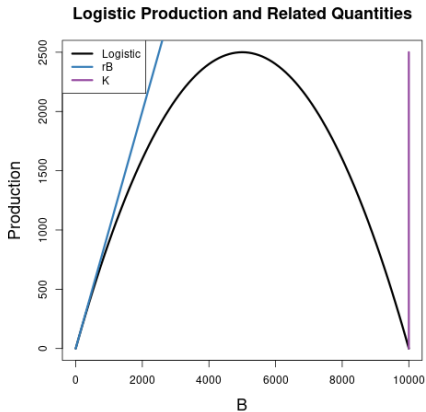 Logistic Production and Related Quantities
Logistic
rB
K
Production
2500
2000
1500
1000
500
0
0 2000 4000 6000 8000 10000
B